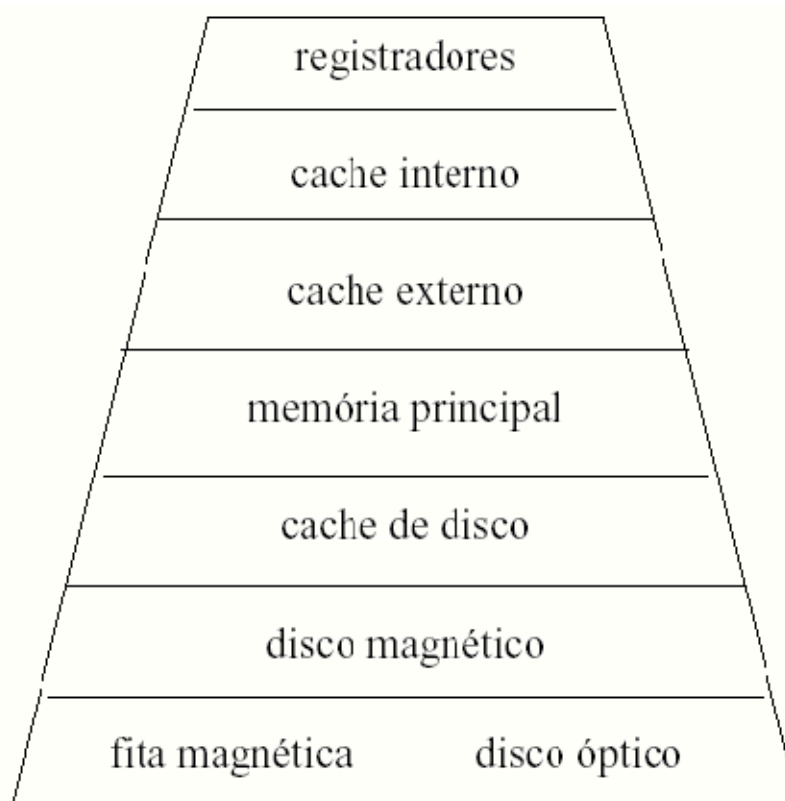 registradores
cache interno
cache externo
memória principal
cache de disco
disco magnético
fita magnética disco óptico